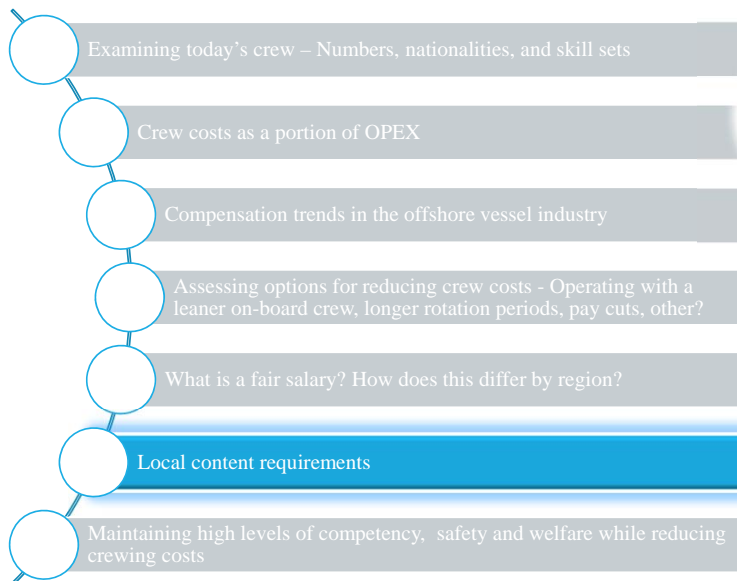 Examining today's crew – Numbers, nationalities, and skill sets
Crew costs as a portion of OPEX
Compensation trends in the offshore vessel industry
Assessing options for reducing crew costs - Operating with a
leaner on-board crew, longer rotation periods, pay cuts, other?
What is a fair salary? How does this differ by region?
Local content requirements
Maintaining high levels of competency,  safety and welfare while reducing
crewing costs